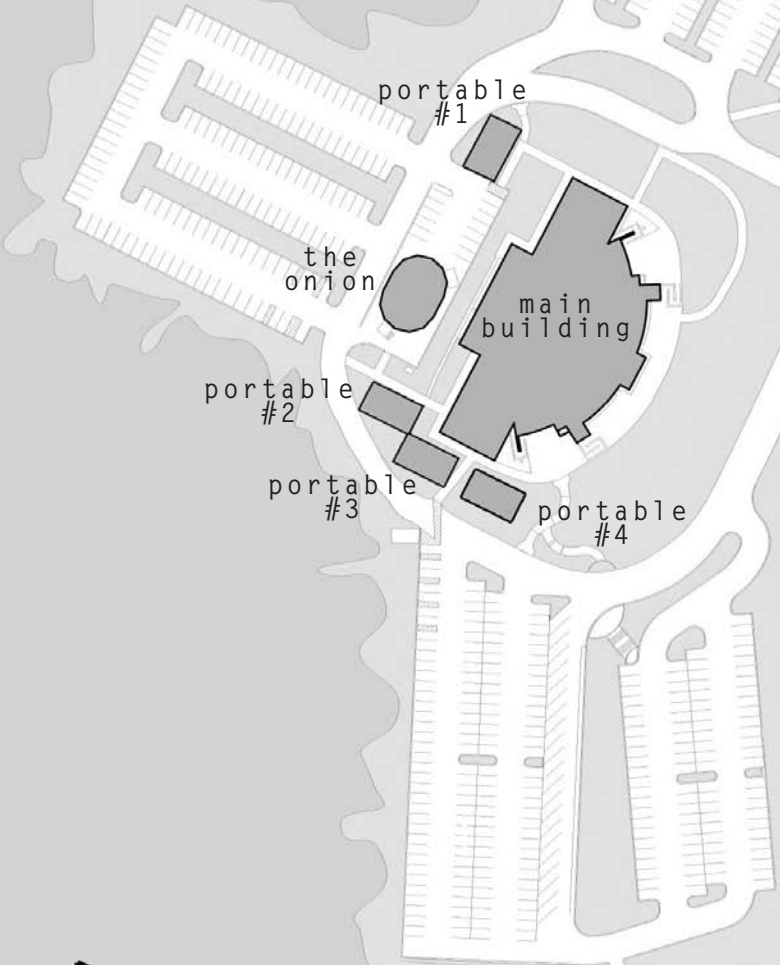 portable
#1
the
onion
main
building
portable
#2
portable
#3
portable
#4